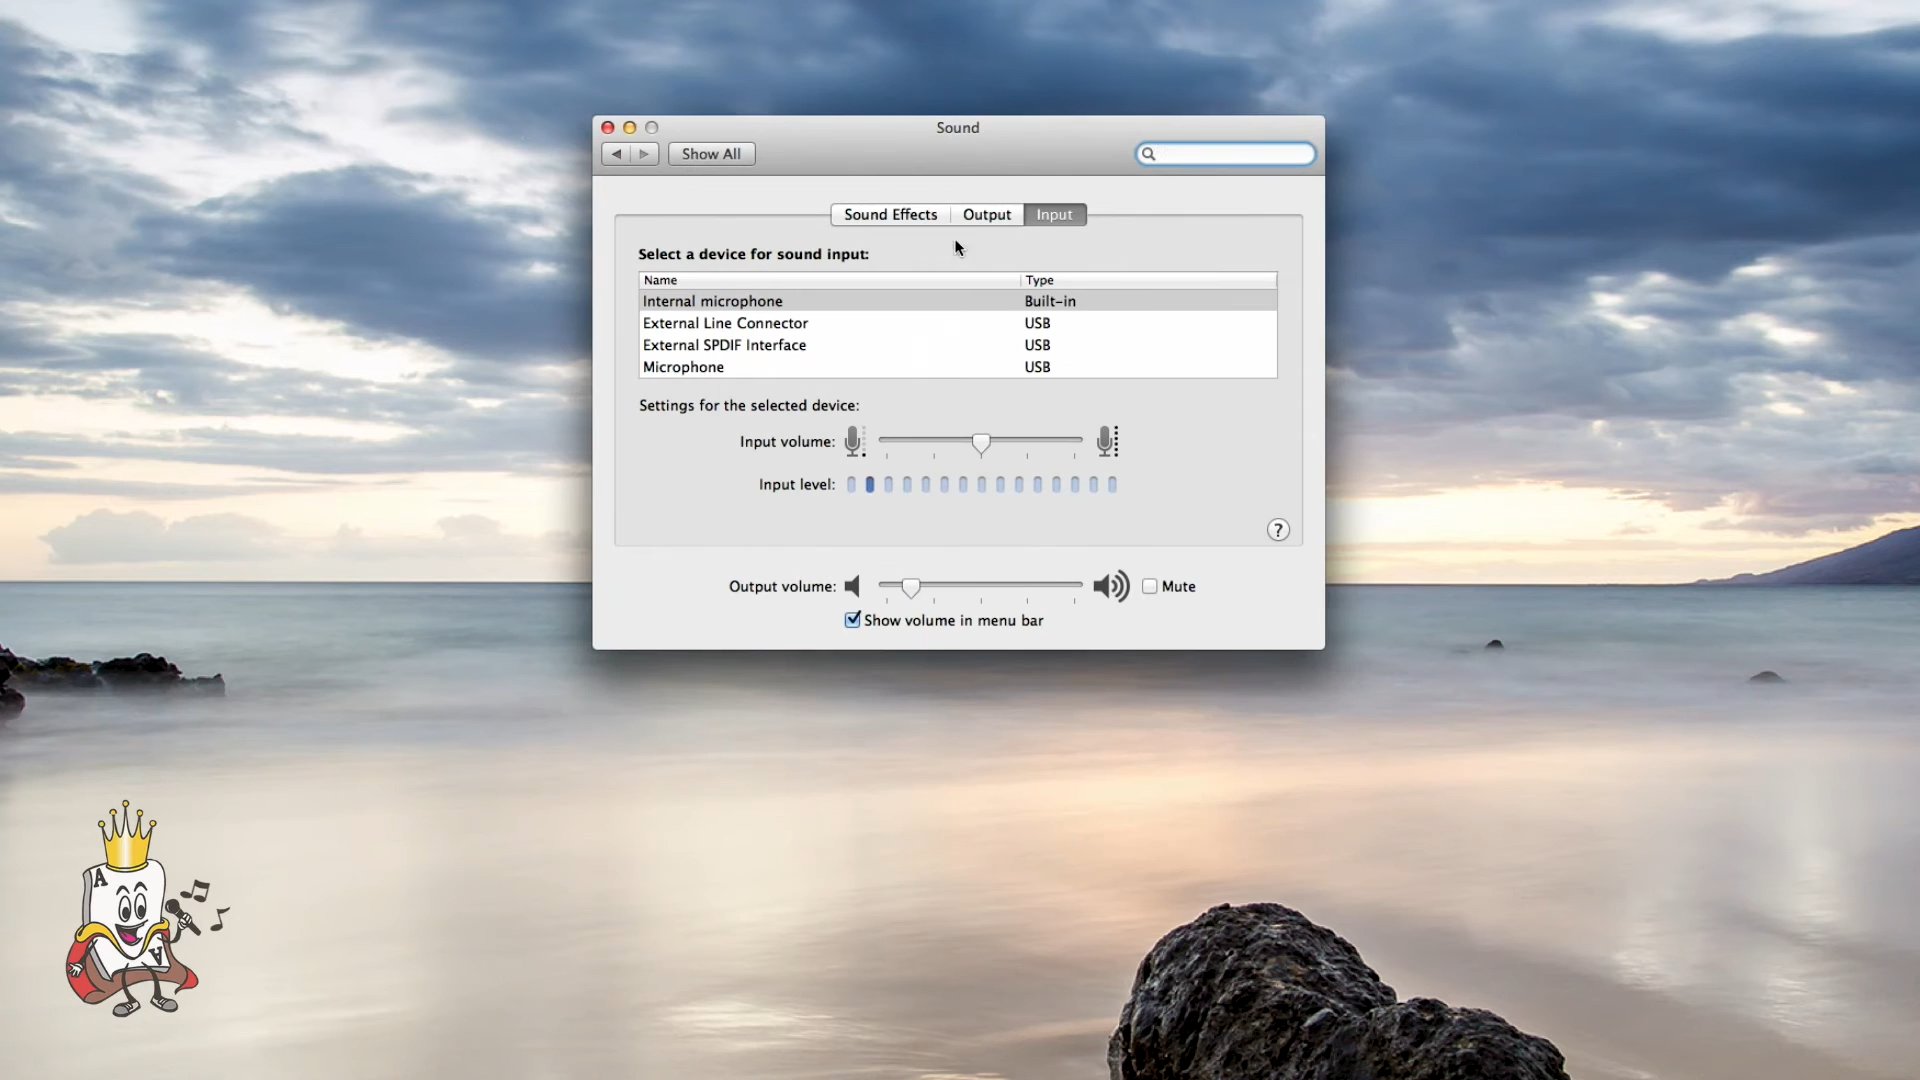 Sound
Show All
Sound Effects Output Input
Select a device for sound input:
Name Type
Internal microphone Built-in
External Line Connector USB
External SPDIF Interface USB
Microphone USB
Settings for the selected device:
Input volume:
Input level:
?
Output volume: Mute
Show volume in menu bar
A
A